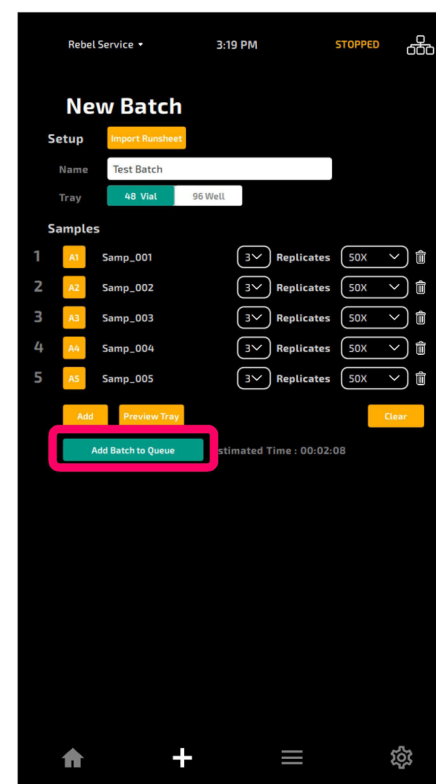 Rebel Service 3:19 PM STOPPED
New Batch
Setup Import Runsheet
Name Test Batch
Tray 48 Vial 96 Well
Samples
1 A1 Samp_001 3 Replicates 50X
2 A2 Samp_002 3 Replicates 50X
3 A3 Samp_003 3 Replicates 50X
4 A4 Samp_004 3 Replicates 50X
5 A5 Samp_005 3 Replicates 50X
Add Preview Tray Clear
Add Batch to Queue stimated Time : 00:02:08